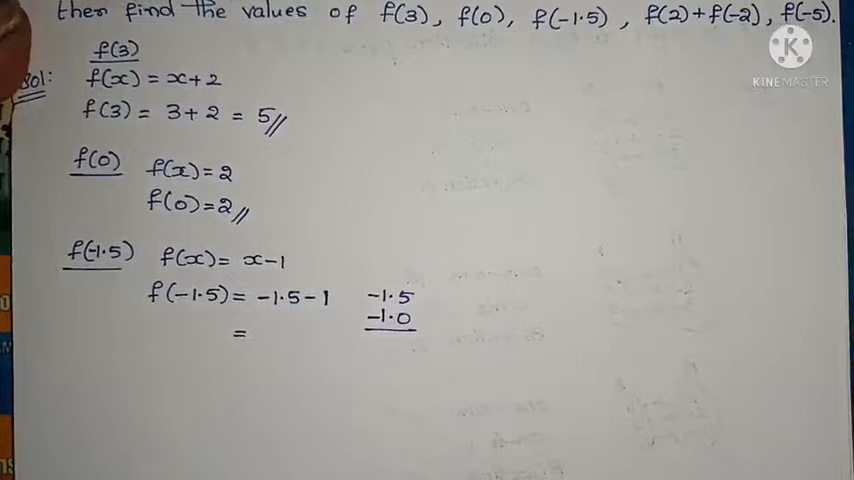 then find the values of f(3), f(0), f(-1.5), f(2)+f(-2), f(-5).
f(3)
Sol: f(x) = x+2
f(3) = 3+2 = 5//
f(0) f(x) = 2
f(0) = 2//
f(-1.5) f(x) = x-1
f(-1.5) = -1.5-1 -1.5
= -1.0
KINEMASTER